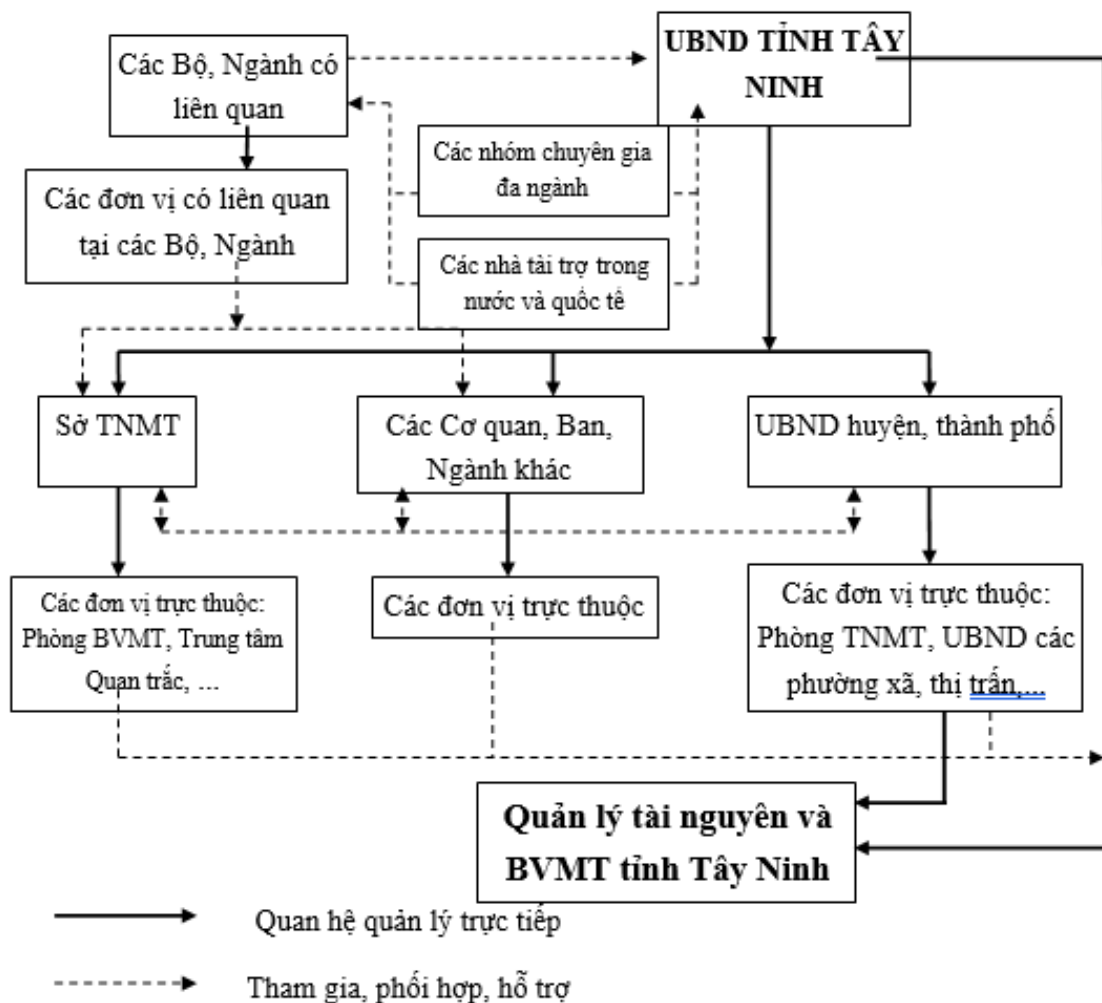 UBND TỈNH TÂY
NINH
Các Bộ, Ngành có
liên quan
Các nhóm chuyên gia
đa ngành
Các đơn vị có liên quan
tại các Bộ, Ngành
Các nhà tài trợ trong
nước và quốc tế
Sở TNMT
Các Cơ quan, Ban,
Ngành khác
UBND huyện, thành phố
Các đơn vị trực thuộc:
Phòng BVMT, Trung tâm
Quan trắc, ...
Các đơn vị trực thuộc
Các đơn vị trực thuộc:
Phòng TNMT, UBND các
phường xã, thị trấn,...
Quản lý tài nguyên và
BVMT tỉnh Tây Ninh
Quan hệ quản lý trực tiếp
Tham gia, phối hợp, hỗ trợ